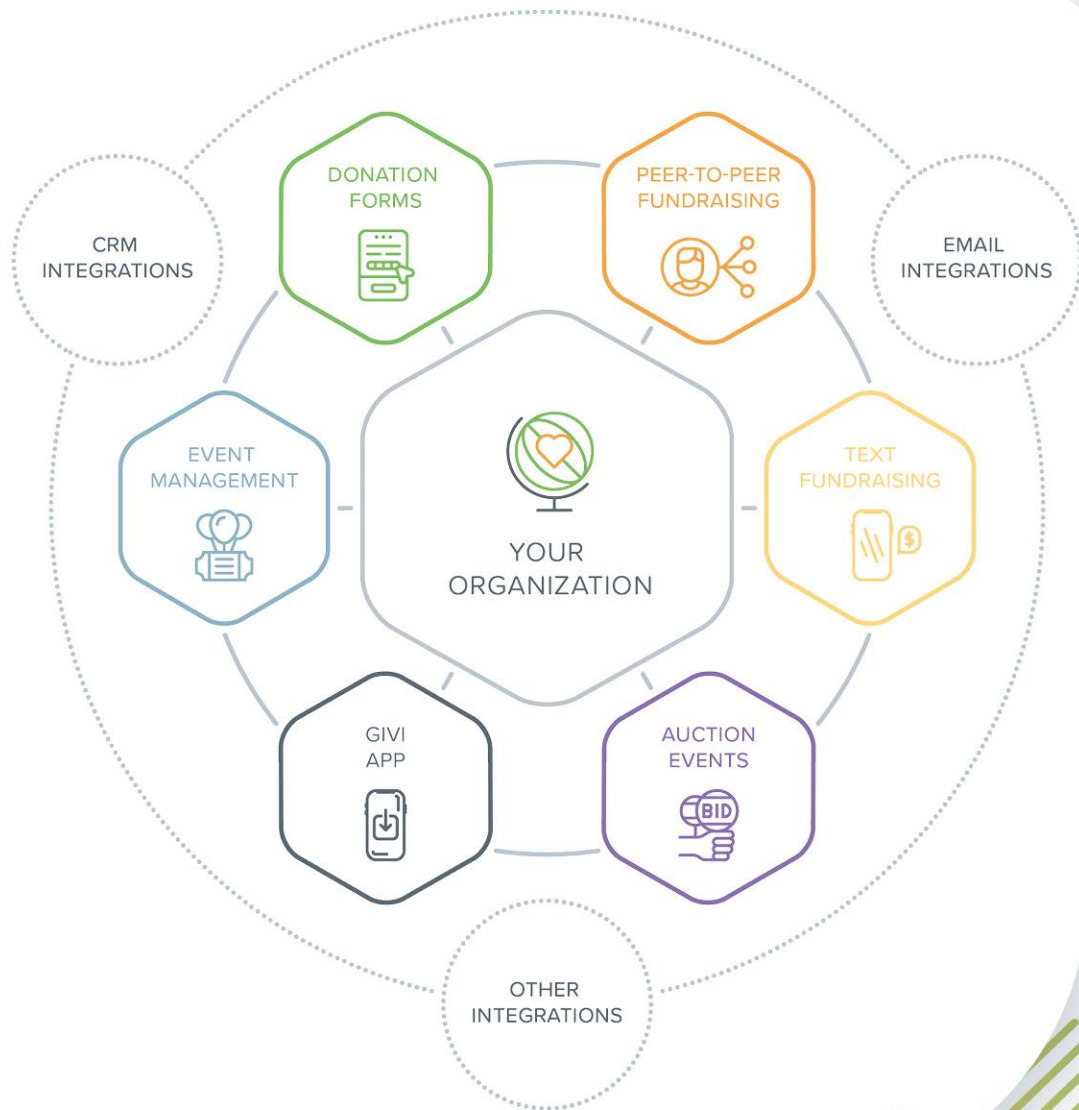 DONATION
FORMS
PEER-TO-PEER
FUNDRAISING
CRM
INTEGRATIONS
EMAIL
INTEGRATIONS
EVENT
MANAGEMENT
TEXT
FUNDRAISING
$
YOUR
ORGANIZATION
GIVI
APP
AUCTION
EVENTS
BID
OTHER
INTEGRATIONS